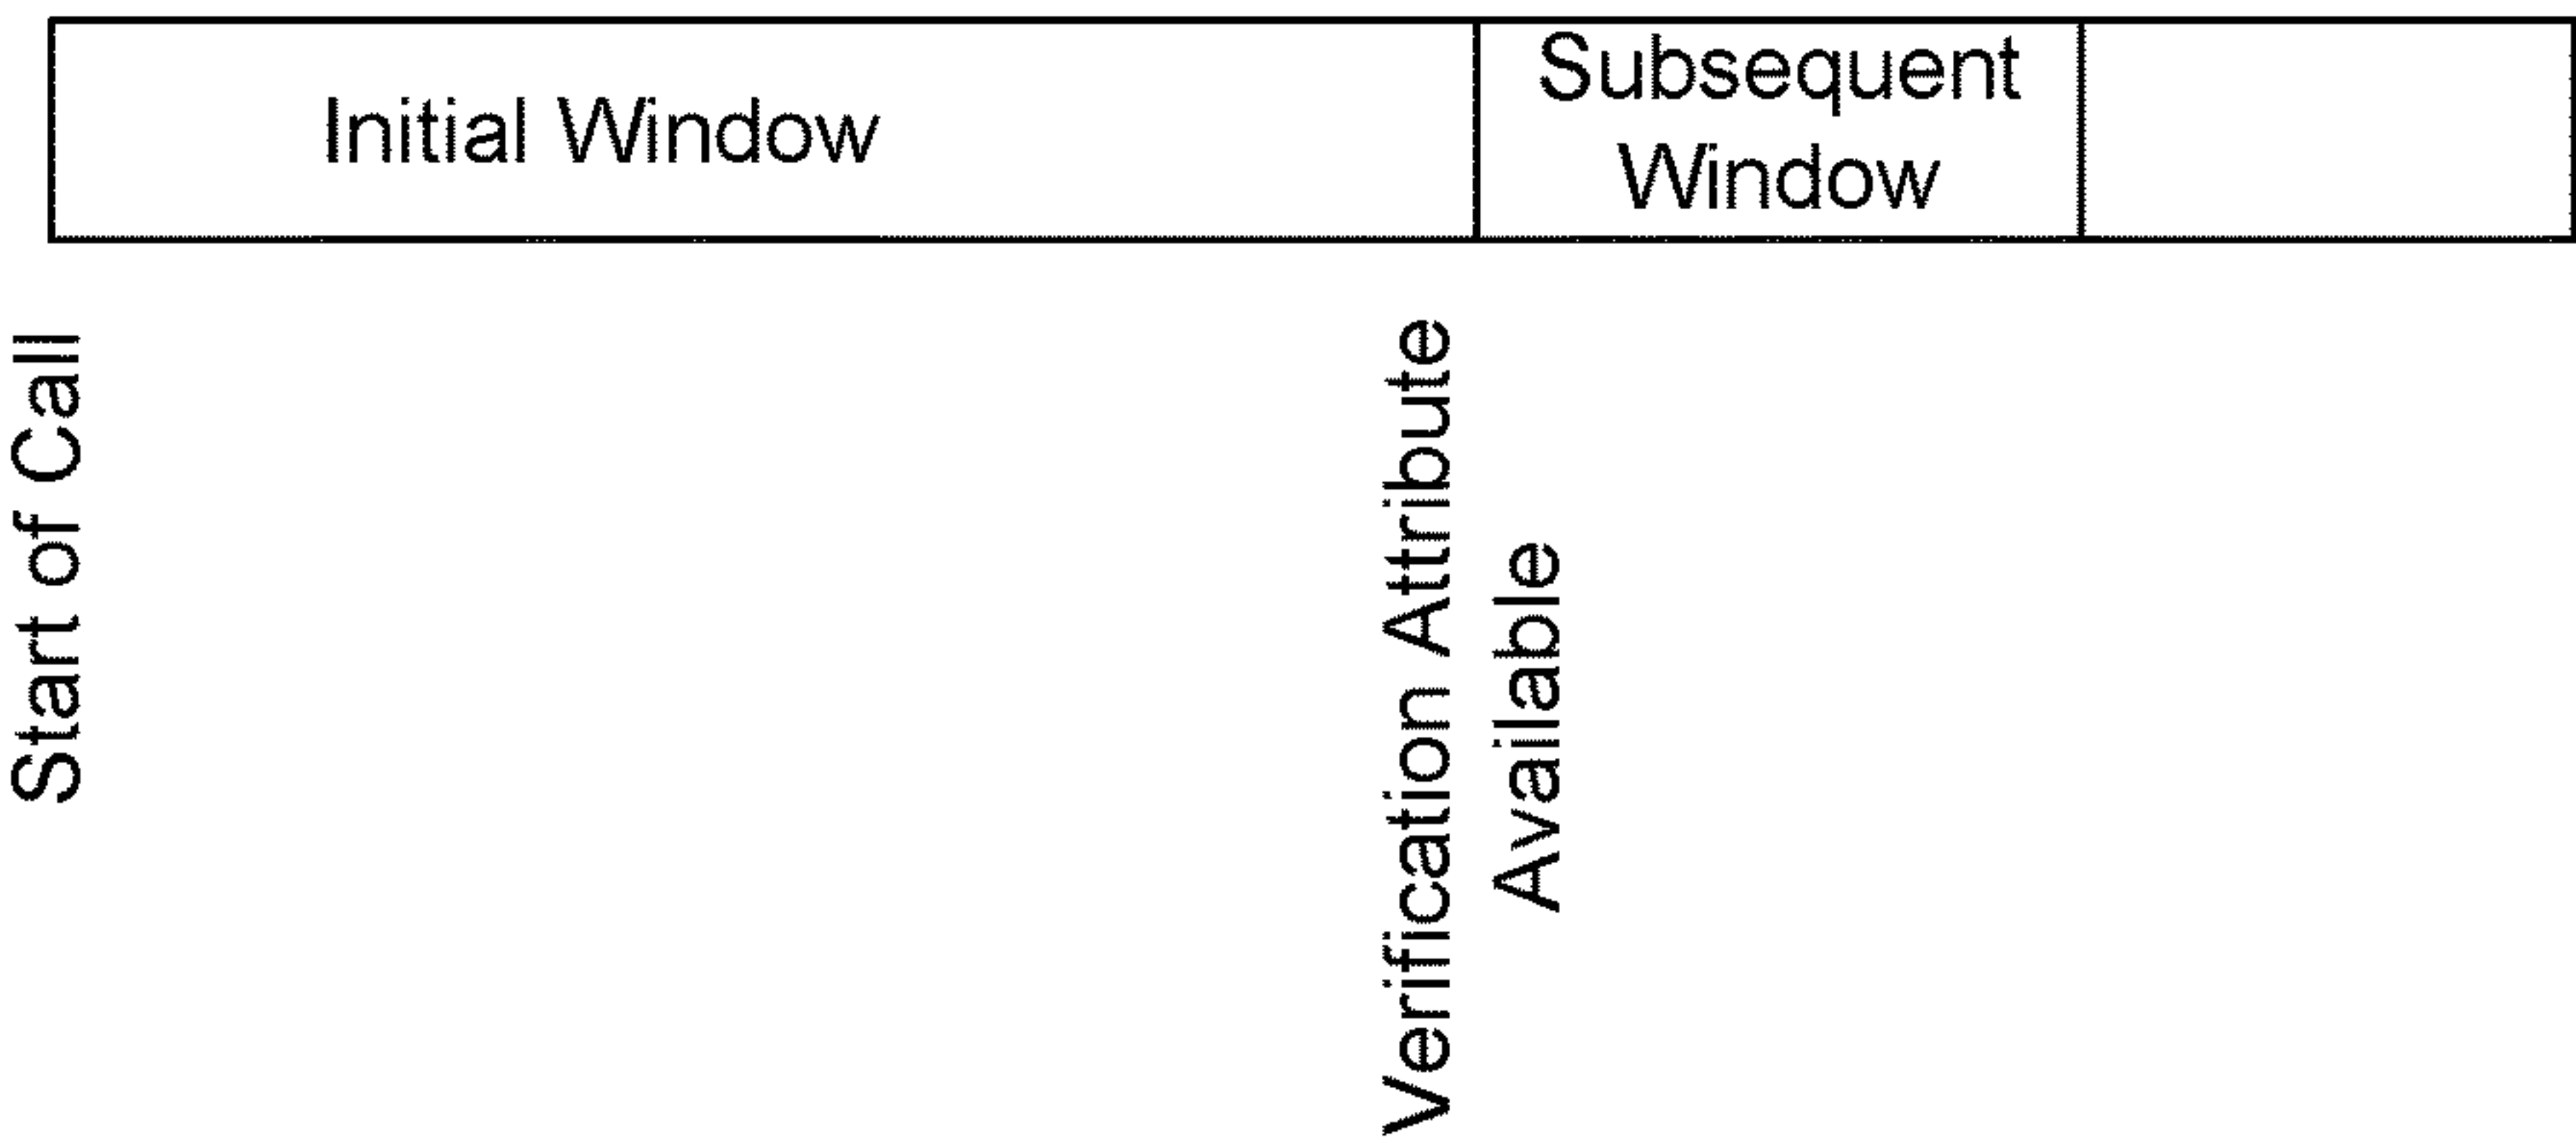 Initial Window
Subsequent
Window
Start of Call
Verification Attribute
Available